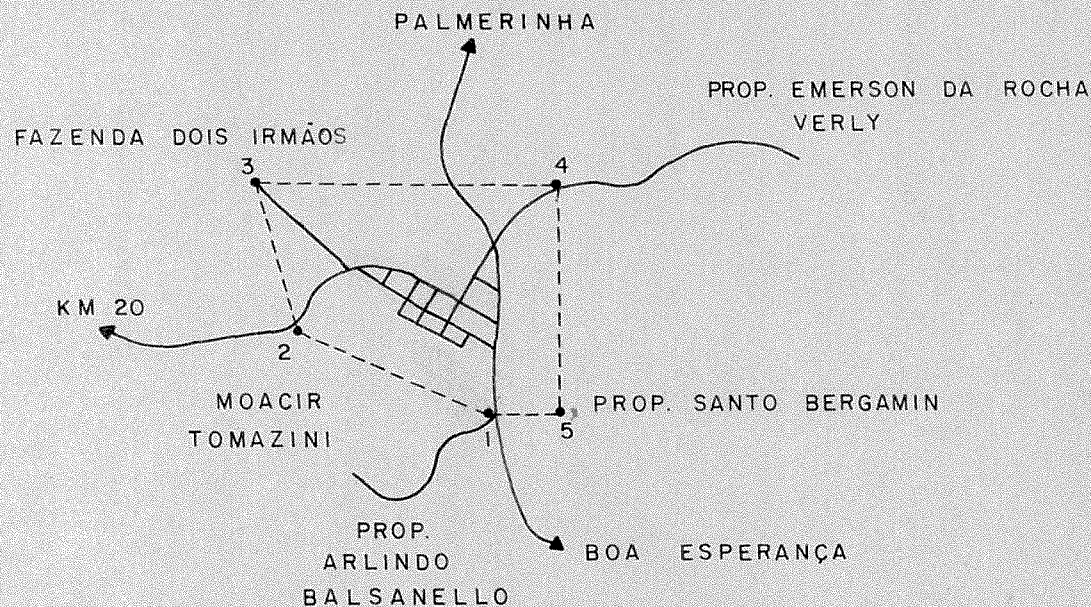 PALMERINHA
PROP. EMERSON DA ROCHA
VERLY
FAZENDA DOIS IRMÃOS
3
4
KM 20
2
MOACIR
TOMAZINI
1
5
PROP. SANTO BERGAMIN
PROP.
ARLINDO
BALSANELLO
BOA ESPERANÇA